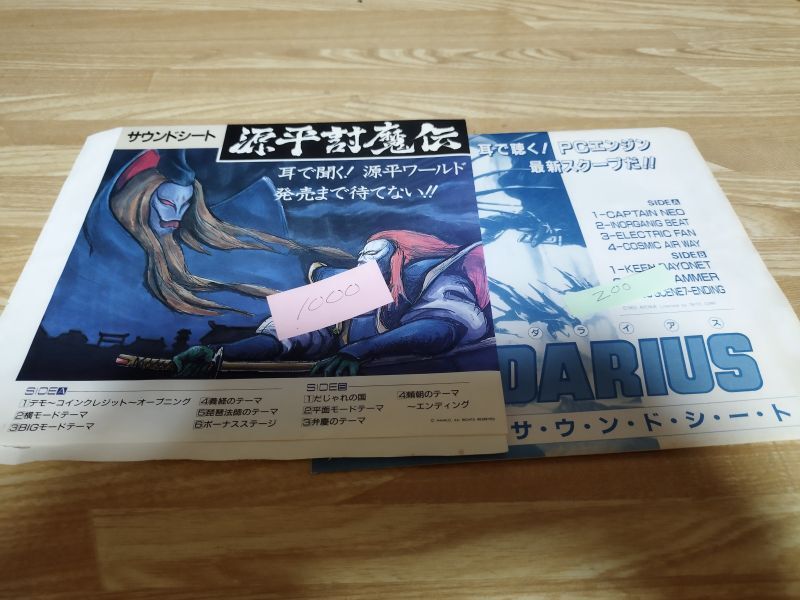 サウンドシート
源平討魔伝
耳で聞く! 源平ワールド
発売まで待てない!!
1000
SIDE A
1デモ〜コインクレジット〜オープニング
2横モードテーマ
3BIGモードテーマ
4義経のテーマ
5琵琶法師のテーマ
6ボーナスステージ
SIDE B
1だじゃれの国
2平面モードテーマ
3弁慶のテーマ
4頼朝のテーマ
〜エンディング
耳で聴く! PCエンジン
最新スクープだ!!
SIDE A
1-CAPTAIN NEO
2-INORGANIC BEAT
3-ELECTRIC FAN
4-COSMIC AIR WAY
SIDE B
1-KEEN BAYONET
AMMER
SCENE7-ENDING
200
ダライアス
DARIUS
サ・ウ・ン・ド・シ・ー・ト